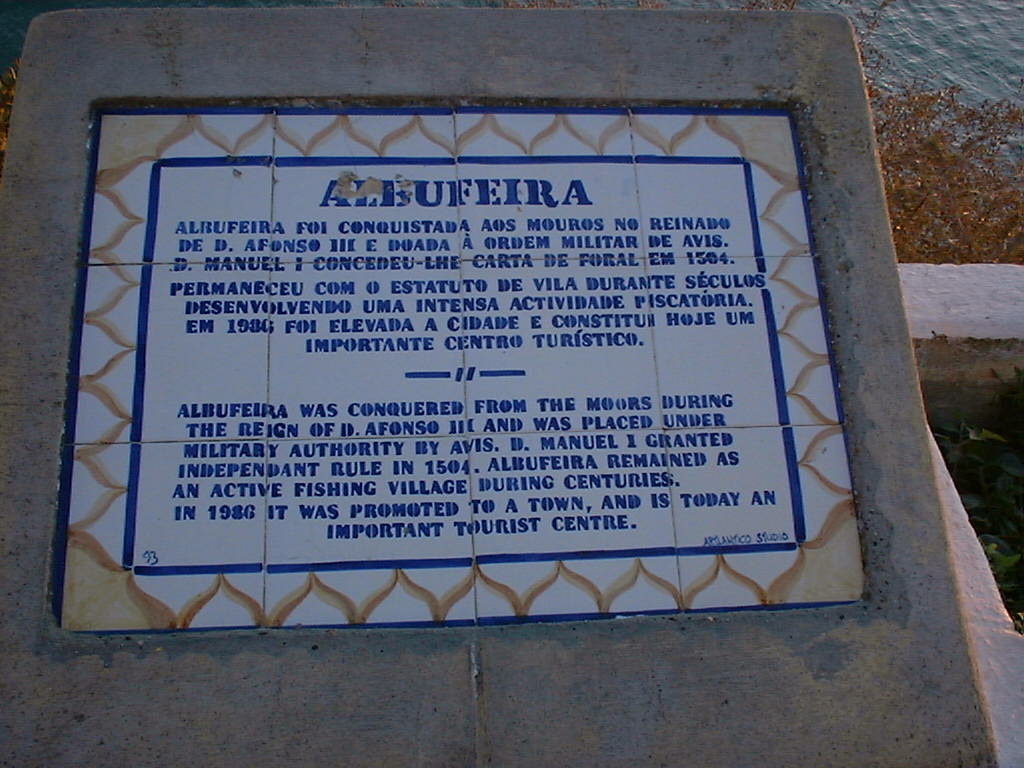 ALBUFEIRA
ALBUFEIRA FOI CONQUISTADA AOS MOUROS NO REINADO
DE D. AFONSO III E DOADA À ORDEM MILITAR DE AVIS.
D. MANUEL I CONCEDEU-LHE CARTA DE FORAL EM 1504.
PERMANECEU COM O ESTATUTO DE VILA DURANTE SÉCULOS
DESENVOLVENDO UMA INTENSA ACTIVIDADE PISCATÓRIA.
EM 1986 FOI ELEVADA A CIDADE E CONSTITUI HOJE UM
IMPORTANTE CENTRO TURÍSTICO.
ALBUFEIRA WAS CONQUERED FROM THE MOORS DURING
THE REIGN OF D. AFONSO III AND WAS PLACED UNDER
MILITARY AUTHORITY BY AVIS. D. MANUEL I GRANTED
INDEPENDANT RULE IN 1504. ALBUFEIRA REMAINED AS
AN ACTIVE FISHING VILLAGE DURING CENTURIES.
IN 1986 IT WAS PROMOTED TO A TOWN, AND IS TODAY AN
IMPORTANT TOURIST CENTRE.
93
ARTLANTICO STUDIO